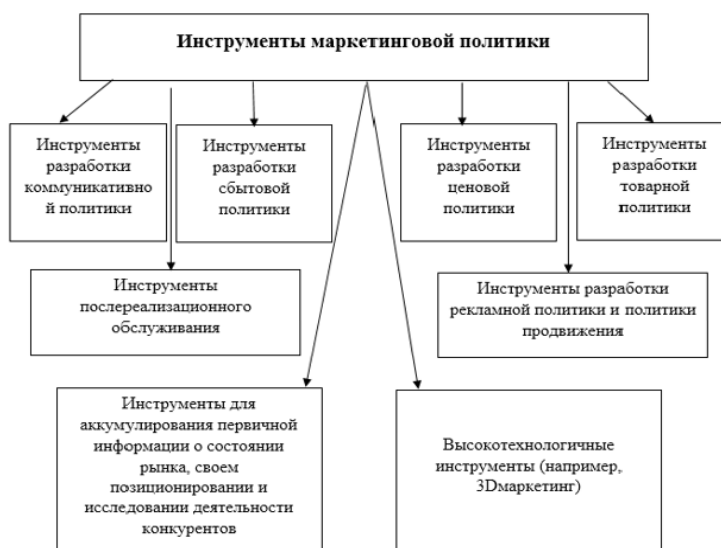 Инструменты маркетинговой политики
Инструменты
разработки
коммуникативно
й политики
Инструменты
разработки
сбытовой
политики
Инструменты
разработки
ценовой
политики
Инструменты
разработки
товарной
политики
Инструменты
послереализационного
обслуживания
Инструменты разработки
рекламной политики и политики
продвижения
Инструменты для
аккумулирования первичной
информации о состоянии
рынка, своем
позиционировании и
исследовании деятельности
конкурентов
Высокотехнологичные
инструменты (например,
3Dмаркетинг)